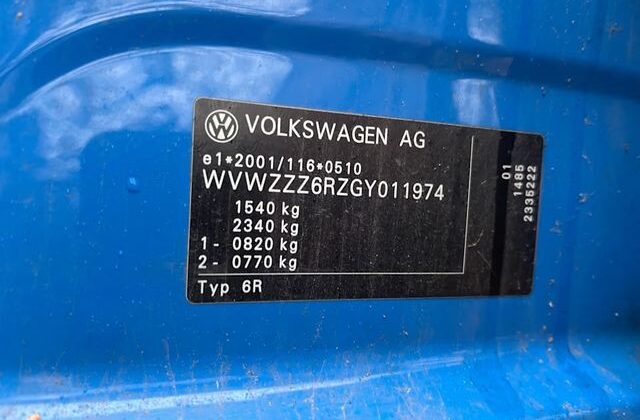 VOLKSWAGEN AG
e1*2001/116*0510
WVWZZZ6RZGY011974
1540 kg
2340 kg
1- 0820 kg
2- 0770 kg
Typ 6R
01
1485
2335222